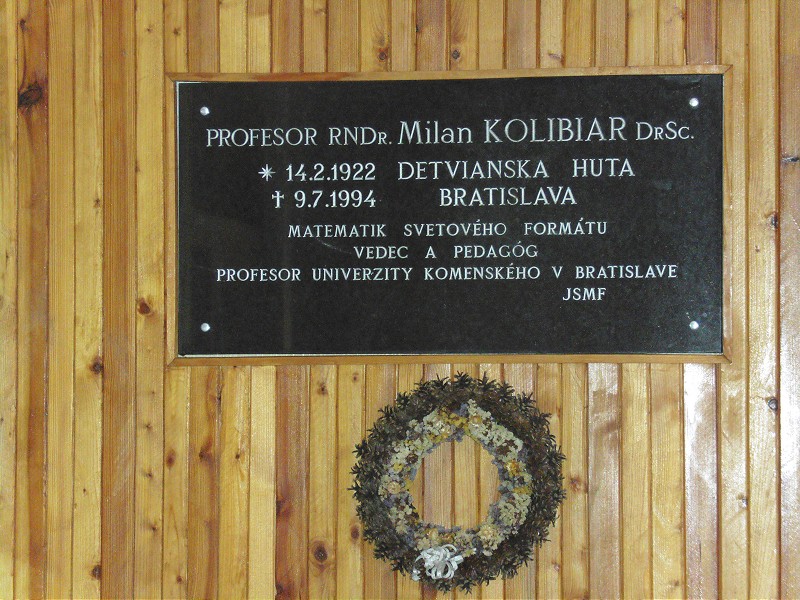 PROFESOR RNDR. Milan KOLIBIAR DRSC.
* 14.2.1922 DETVIANSKA HUTA
† 9.7.1994 BRATISLAVA
MATEMATIK SVETOVÉHO FORMÁTU
VEDEC A PEDAGÓG
PROFESOR UNIVERZITY KOMENSKÉHO V BRATISLAVE
JSMF